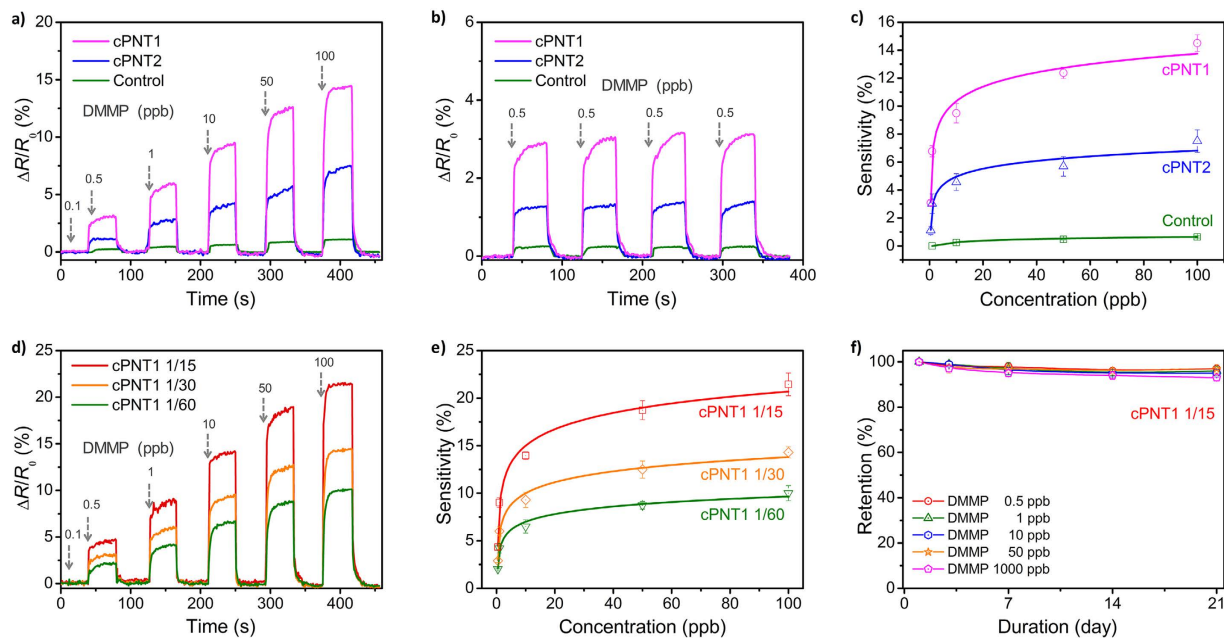 a)
20
15
10
5
0
ΔR/R0 (%)
cPNT1
cPNT2
Control
DMMP (ppb)
0.1
0.5
1
10
50
100
0 100 200 300 400
Time (s)
b)
6
4
2
0
ΔR/R0 (%)
cPNT1
cPNT2
Control
DMMP (ppb)
0.5
0.5
0.5
0.5
0 100 200 300 400 500
Time (s)
c)
16
14
12
10
8
6
4
2
0
Sensitivity (%)
cPNT1
cPNT2
Control
0 20 40 60 80 100
Concentration (ppb)
d)
25
20
15
10
5
0
ΔR/R0 (%)
cPNT1 1/15
cPNT1 1/30
cPNT1 1/60
DMMP (ppb)
0.1
0.5
1
10
50
100
0 100 200 300 400
Time (s)
e)
25
20
15
10
5
0
Sensitivity (%)
cPNT1 1/15
cPNT1 1/30
cPNT1 1/60
0 20 40 60 80 100
Concentration (ppb)
f)
100
80
60
40
20
0
Retention (%)
cPNT1 1/15
DMMP 0.5 ppb
DMMP 1 ppb
DMMP 10 ppb
DMMP 50 ppb
DMMP 1000 ppb
0 7 14 21
Duration (day)